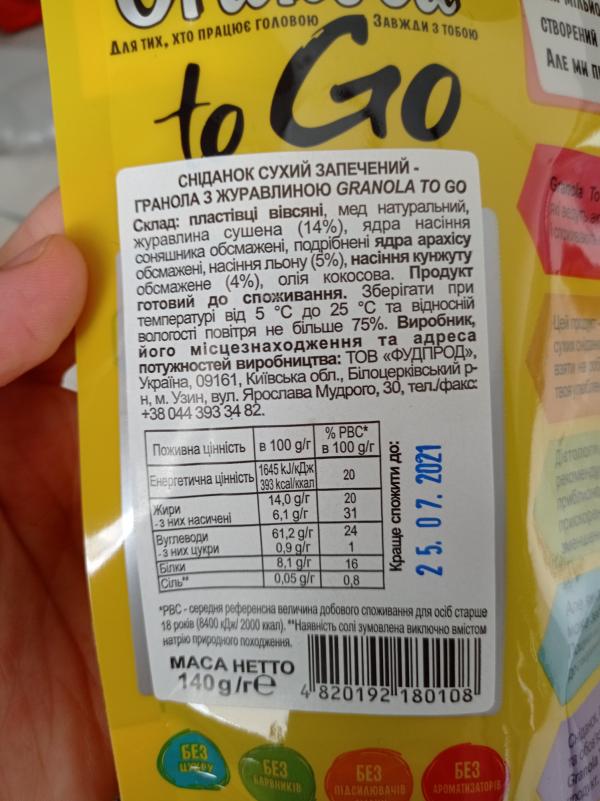 Для тих, хто працює головою
Завжди з тобою
to Go
створений
Але ми
СНІДАНОК СУХИЙ ЗАПЕЧЕНИЙ -
ГРАНОЛА З ЖУРАВЛИНОЮ GRANOLA TO GO
Склад: пластівці вівсяні, мед натуральний,
журавлина сушена (14%), ядра насіння
соняшника обсмажені, подрібнені ядра арахісу
обсмажені, насіння льону (5%), насіння кунжуту
обсмажене (4%), олія кокосова. Продукт
готовий до споживання. Зберігати при
температурі від 5 °С до 25 °С та відносній
вологості повітря не більше 75%. Виробник,
його місцезнаходження та адреса
потужностей виробництва: ТОВ «ФУДПРОД»,
Україна, 09161, Київська обл., Білоцерківський р-
н, м. Узин, вул. Ярослава Мудрого, 30, тел./факс:
+38 044 393 34 82.
Поживна цінність в 100 g/г % РВС* в 100 g/г
Енергетична цінність 1645 kJ/кДж 393 kcal/ккал 20
Жири 14,0 g/г 20
-з них насичені 6,1 g/г 31
Вуглеводи 61,2 g/г 24
-з них цукри 0,9 g/г 1
Білки 8,1 g/г 16
Сіль** 0,05 g/г 0,8
Краще спожити до:
25.07.2021
*РВС - середня референсна величина добового споживання для осіб старше
18 років (8400 кДж/ 2000 ккал). **Наявність солі зумовлена виключно вмістом
натрію природного походження.
МАСА НЕТТО
140 g/г℮
4 820192 180108
БЕЗ
ЦУКРУ
БЕЗ
БАРВНИКІВ
БЕЗ
ПІДСИЛЮВАЧІВ
БЕЗ
АРОМАТИЗАТОРІВ
Granola To